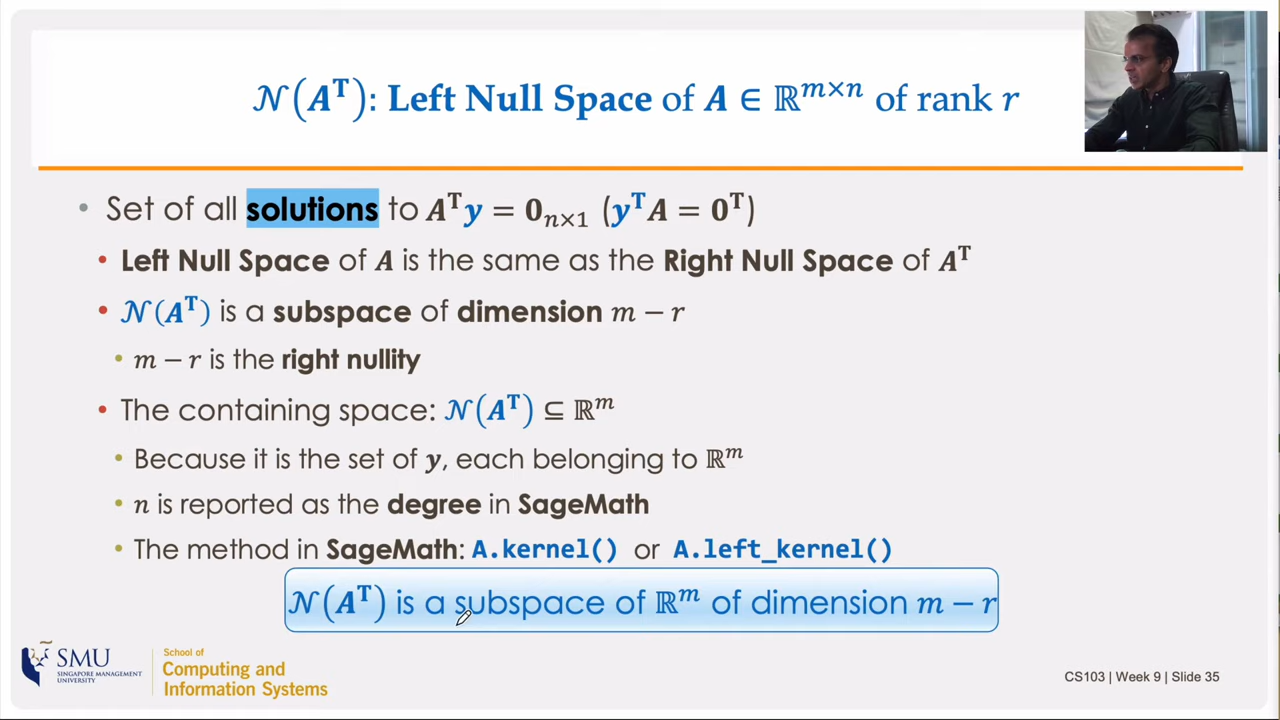 𝒩(Aᵀ): Left Null Space of A ∈ ℝᵐˣⁿ of rank r
• Set of all solutions to Aᵀy = 0ₙₓ₁ (yᵀA = 0ᵀ)
• Left Null Space of A is the same as the Right Null Space of Aᵀ
• 𝒩(Aᵀ) is a subspace of dimension m − r
• m − r is the right nullity
• The containing space: 𝒩(Aᵀ) ⊆ ℝᵐ
• Because it is the set of y, each belonging to ℝᵐ
• n is reported as the degree in SageMath
• The method in SageMath: A.kernel() or A.left_kernel()
𝒩(Aᵀ) is a subspace of ℝᵐ of dimension m − r
SMU
SINGAPORE MANAGEMENT
UNIVERSITY
School of
Computing and
Information Systems
CS103 | Week 9 | Slide 35